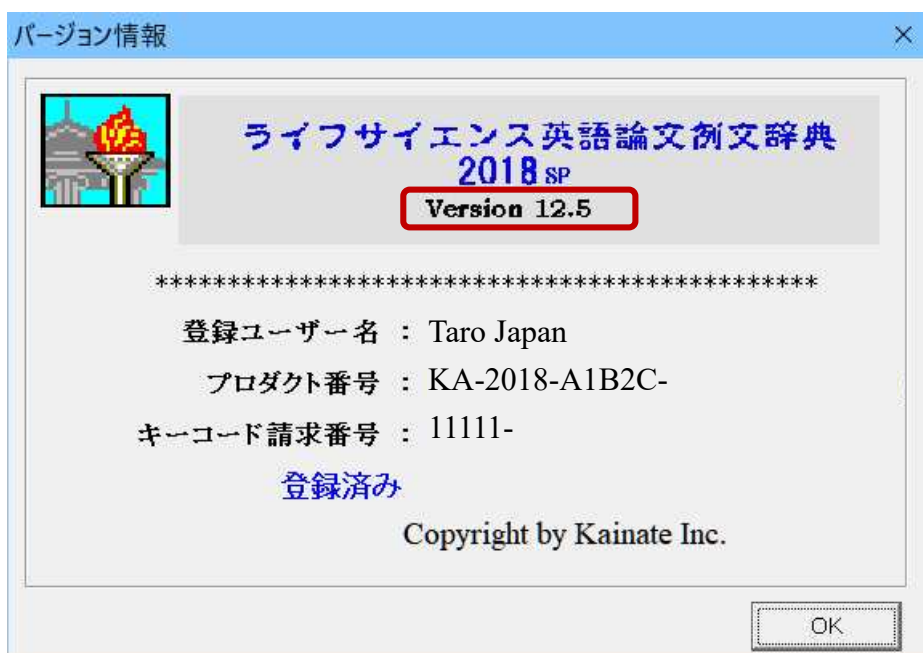 バージョン情報
ライフサイエンス英語論文例文辞典
2018 SP
Version 12.5
**********************************************
登録ユーザー名 : Taro Japan
プロダクト番号 : KA-2018-A1B2C-
キーコード請求番号 : 11111-
登録済み
Copyright by Kainate Inc.
OK